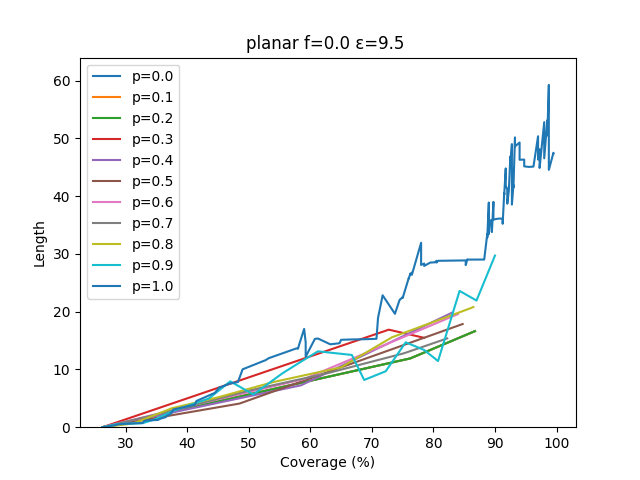 planar f=0.0 ε=9.5
p=0.0
p=0.1
p=0.2
p=0.3
p=0.4
p=0.5
p=0.6
p=0.7
p=0.8
p=0.9
p=1.0
Length
60
50
40
30
20
10
0
30 40 50 60 70 80 90 100
Coverage (%)